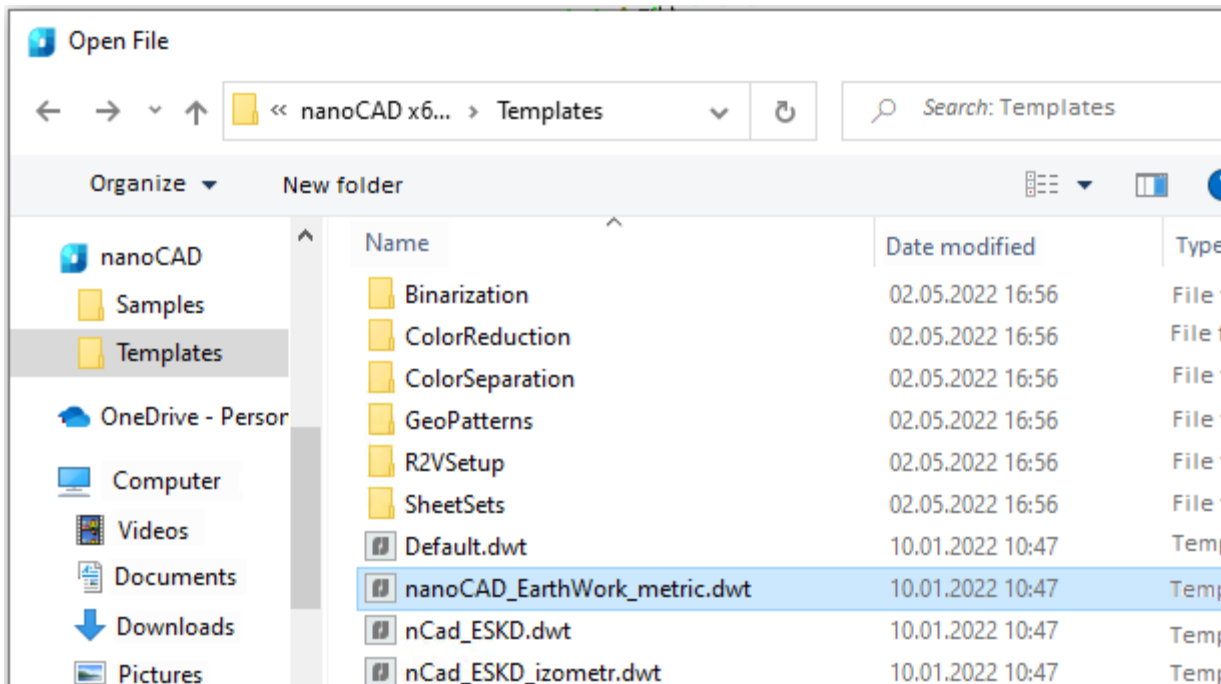 Open File
« nanoCAD x6... > Templates
Search: Templates
Organize
New folder
nanoCAD
Samples
Templates
OneDrive - Person
Computer
Videos
Documents
Downloads
Pictures
Name Date modified Type
Binarization 02.05.2022 16:56 File
ColorReduction 02.05.2022 16:56 File
ColorSeparation 02.05.2022 16:56 File
GeoPatterns 02.05.2022 16:56 File
R2VSetup 02.05.2022 16:56 File
SheetSets 02.05.2022 16:56 File
Default.dwt 10.01.2022 10:47 Temp
nanoCAD_EarthWork_metric.dwt 10.01.2022 10:47 Temp
nCad_ESKD.dwt 10.01.2022 10:47 Temp
nCad_ESKD_izometr.dwt 10.01.2022 10:47 Temp